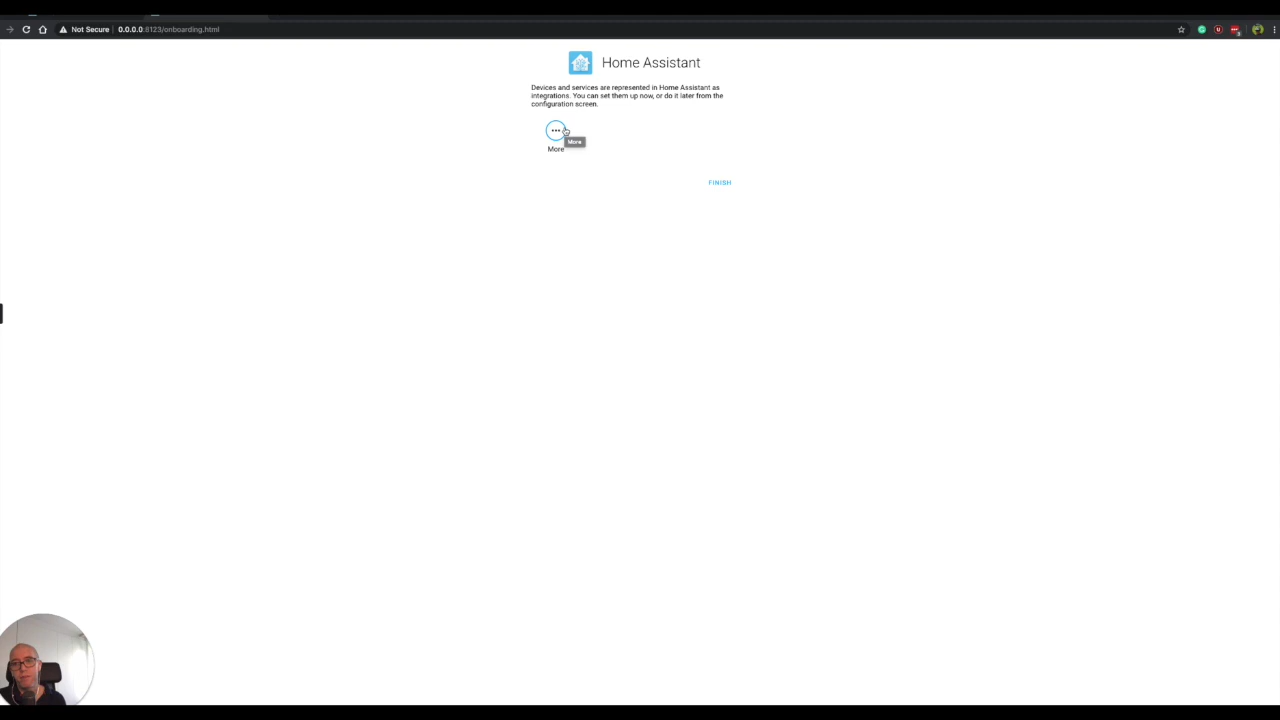 Not Secure 0.0.0.0:8123/onboarding.html
Home Assistant
Devices and services are represented in Home Assistant as
integrations. You can set them up now, or do it later from the
configuration screen.
More
More
FINISH